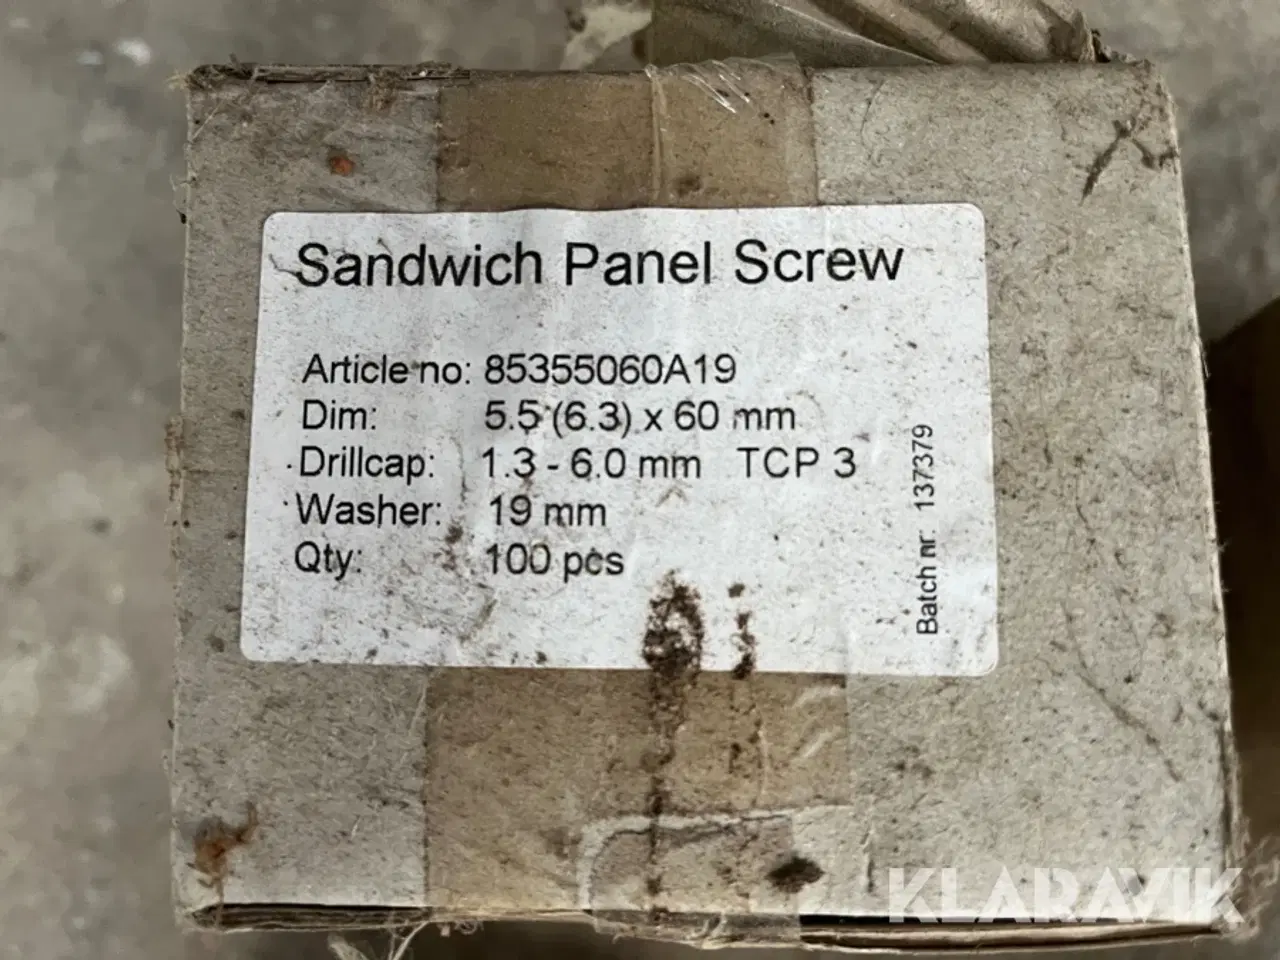 Sandwich Panel Screw
Article no: 85355060A19
Dim: 5.5 (6.3) x 60 mm
Drillcap: 1.3 - 6.0 mm TCP 3
Washer: 19 mm
Qty: 100 pcs
Batch nr: 137379
KLARAVIK